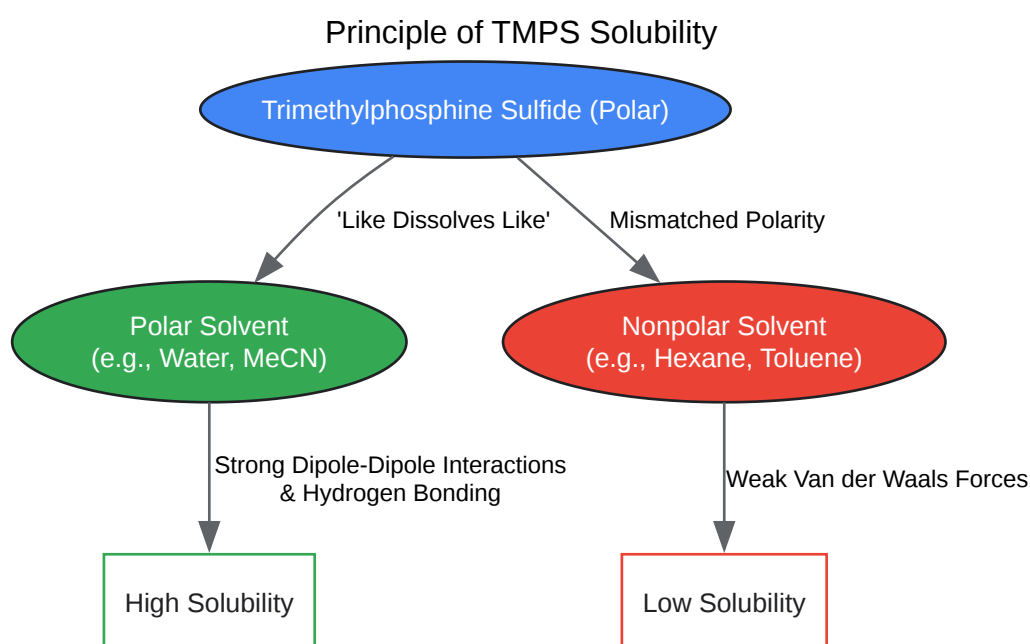 Principle of TMPS Solubility
Trimethylphosphine Sulfide (Polar)
'Like Dissolves Like'
Mismatched Polarity
Polar Solvent
(e.g., Water, MeCN)
Nonpolar Solvent
(e.g., Hexane, Toluene)
Strong Dipole-Dipole Interactions
& Hydrogen Bonding
Weak Van der Waals Forces
High Solubility
Low Solubility